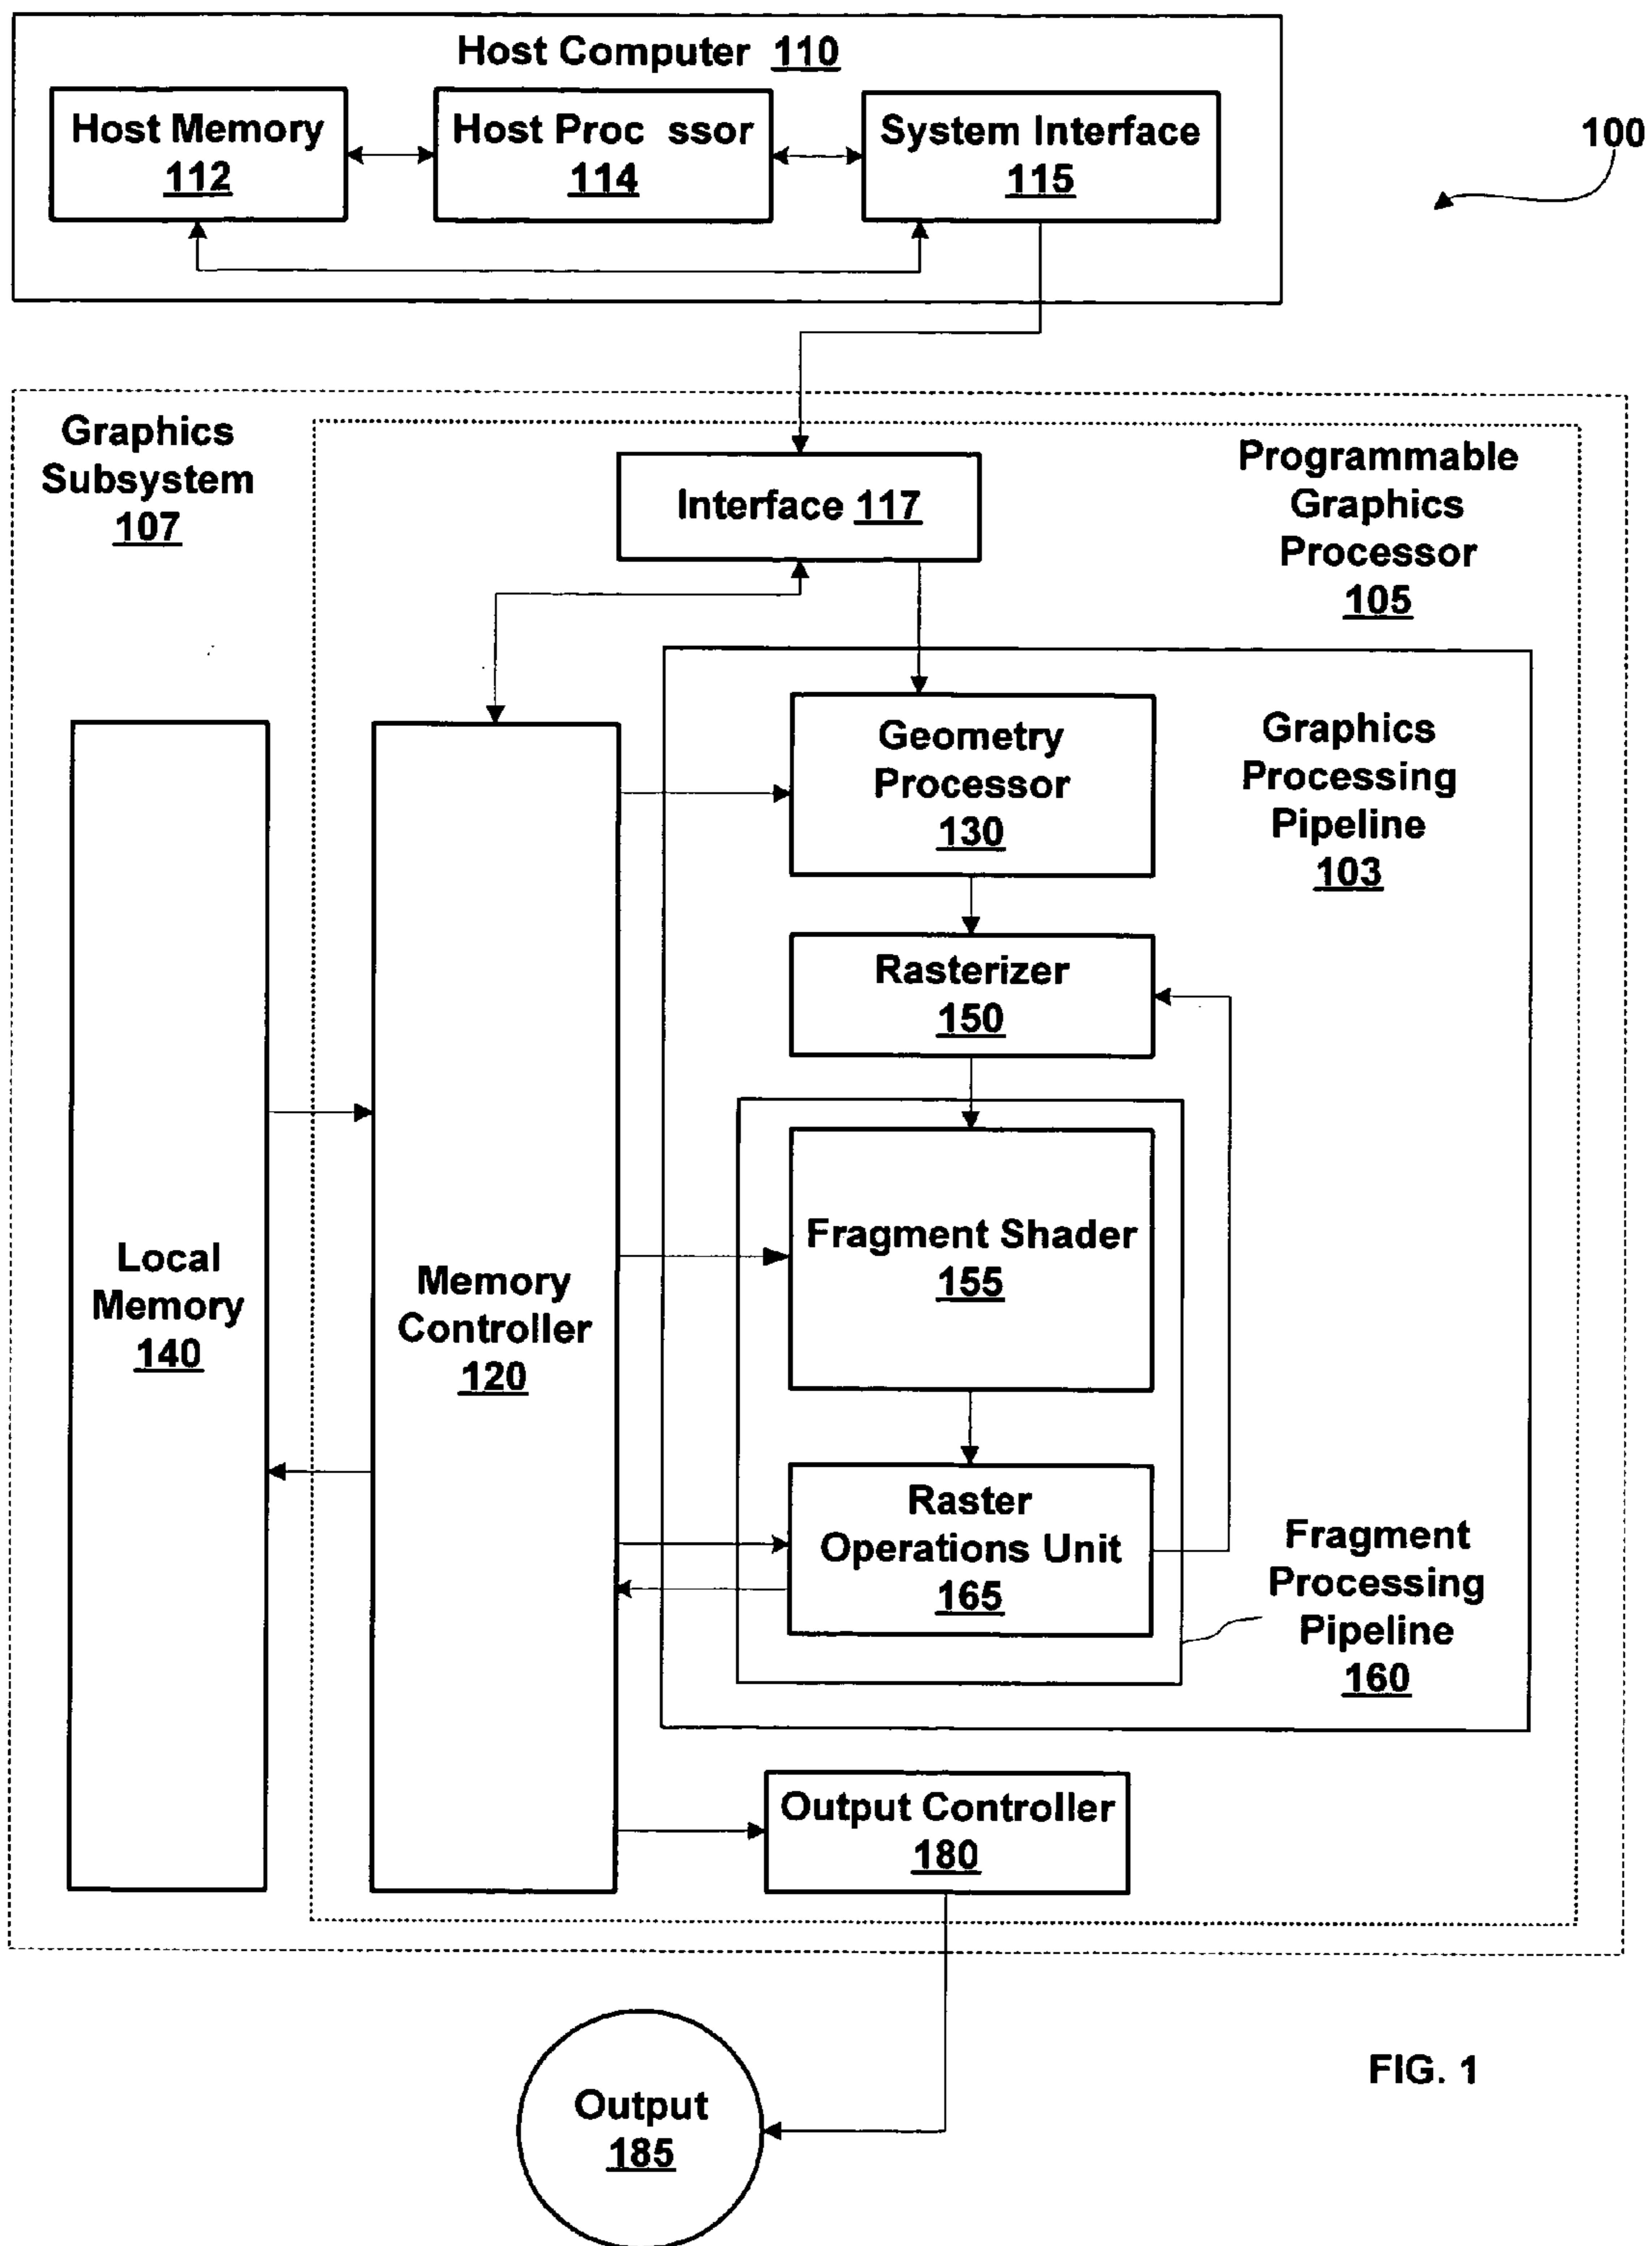 Host Computer 110
Host Memory
112
Host Proc ssor
114
System Interface
115
100
Graphics
Subsystem
107
Interface 117
Programmable
Graphics
Processor
105
Geometry
Processor
130
Graphics
Processing
Pipeline
103
Rasterizer
150
Local
Memory
140
Memory
Controller
120
Fragment Shader
155
Raster
Operations Unit
165
Fragment
Processing
Pipeline
160
Output Controller
180
Output
185
FIG. 1